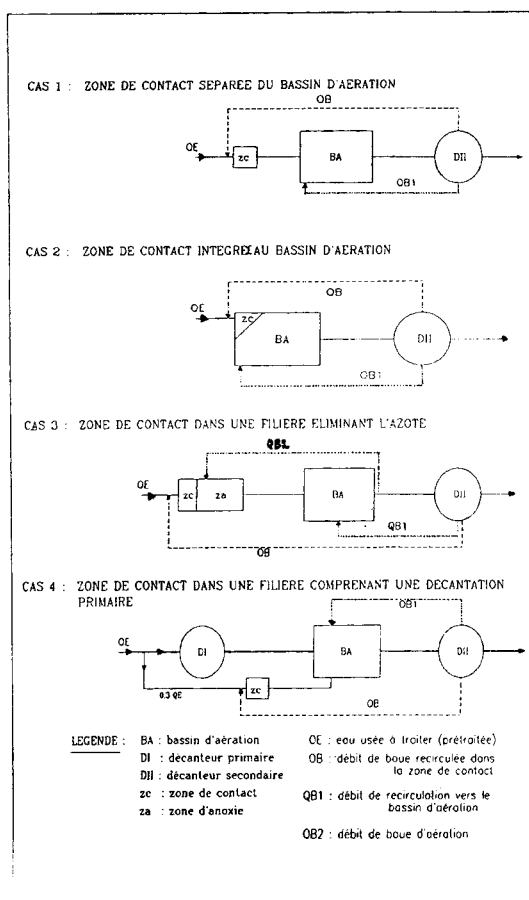 CAS 1 : ZONE DE CONTACT SEPAREE DU BASSIN D'AERATION
QB
QE
zc
BA
DII
QB1
CAS 2 : ZONE DE CONTACT INTEGREE AU BASSIN D'AERATION
QB
QE
zc
BA
DII
QB1
CAS 3 : ZONE DE CONTACT DANS UNE FILIERE ELIMINANT L'AZOTE
QB2
QE
zc
za
BA
DII
QB1
QB
CAS 4 : ZONE DE CONTACT DANS UNE FILIERE COMPRENANT UNE DECANTATION
PRIMAIRE
QB1
QE
DI
BA
DII
0.3 QE
zc
QB
LEGENDE :
BA : bassin d'aération
DI : décanteur primaire
DII : décanteur secondaire
zc : zone de contact
za : zone d'anoxie
QE : eau usée à traiter (prétraitée)
QB : débit de boue recirculée dans
la zone de contact
QB1 : débit de recirculation vers le
bassin d'aération
QB2 : débit de boue d'aération